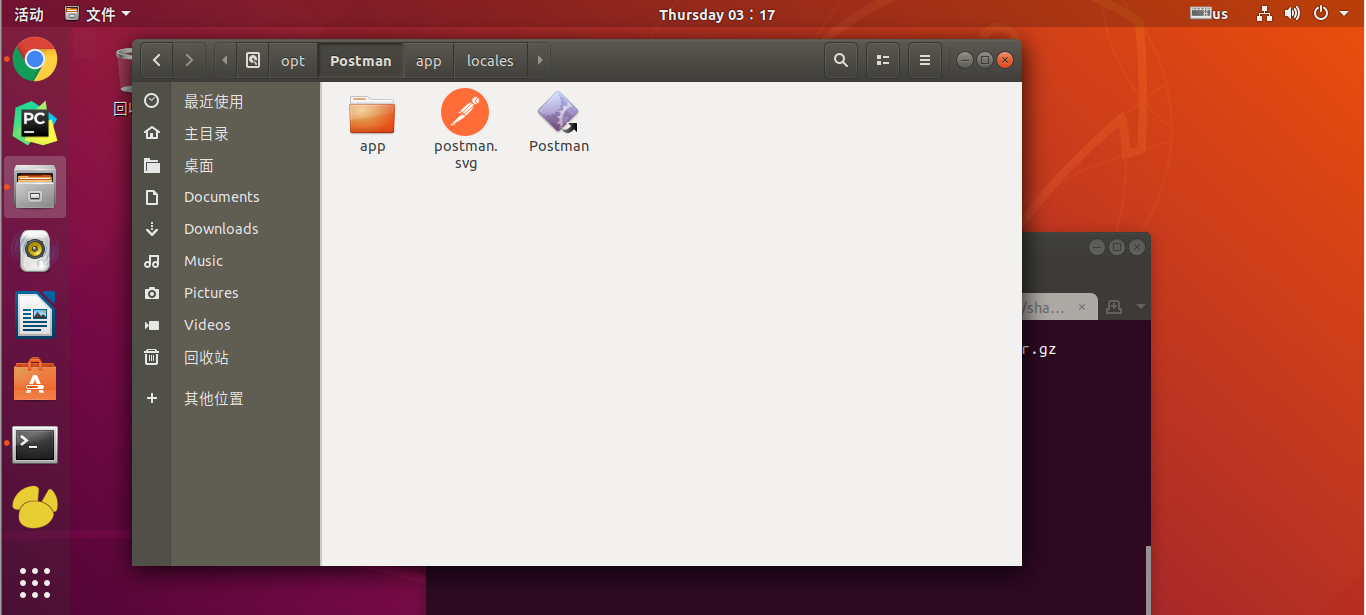 活动 文件 Thursday 03：17 us
opt Postman app locales
PC
最近使用
主目录
桌面
Documents
Downloads
Music
Pictures
Videos
回收站
其他位置
app
postman.
svg
Postman
回
/sha...
r.gz